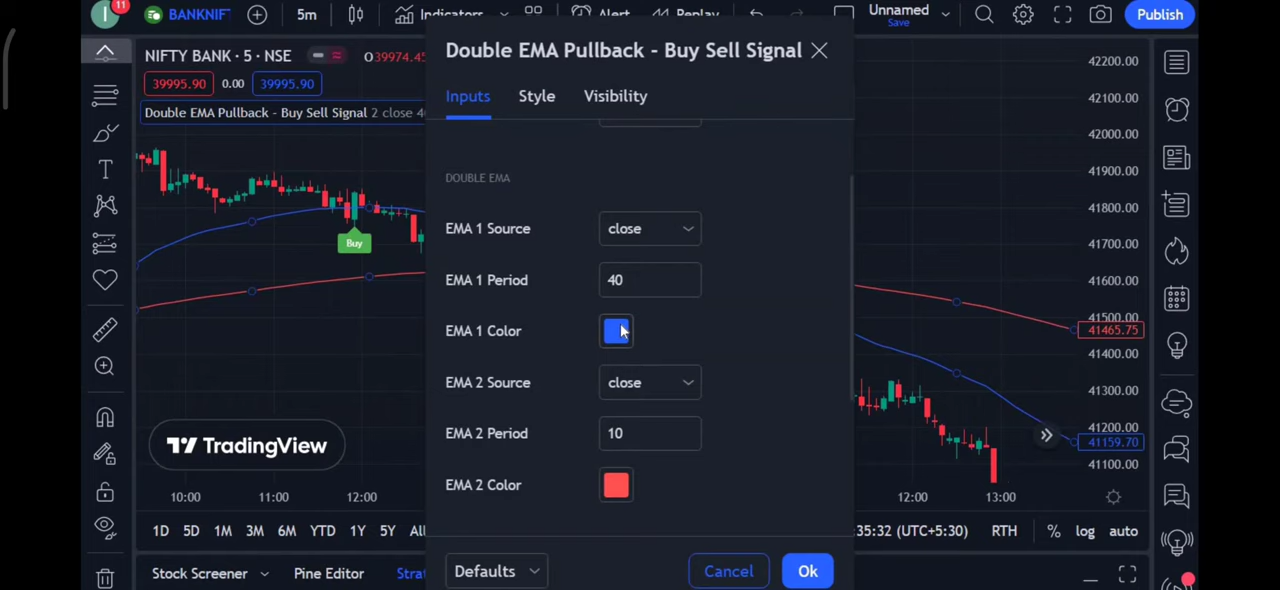 11
BANKNIF
5m
Indicators
Alert
Replay
Unnamed
Save
Publish
NIFTY BANK · 5 · NSE
O39974.45
39995.90
0.00
39995.90
Double EMA Pullback - Buy Sell Signal 2 close 40
Buy
TradingView
10:00
11:00
12:00
1D
5D
1M
3M
6M
YTD
1Y
5Y
All
Stock Screener
Pine Editor
Strat
Double EMA Pullback - Buy Sell Signal
Inputs
Style
Visibility
DOUBLE EMA
EMA 1 Source
close
EMA 1 Period
40
EMA 1 Color
EMA 2 Source
close
EMA 2 Period
10
EMA 2 Color
Defaults
Cancel
Ok
42200.00
42100.00
42000.00
41900.00
41800.00
41700.00
41600.00
41500.00
41465.75
41400.00
41300.00
41200.00
41159.70
41100.00
12:00
13:00
:35:32 (UTC+5:30)
RTH
%
log
auto